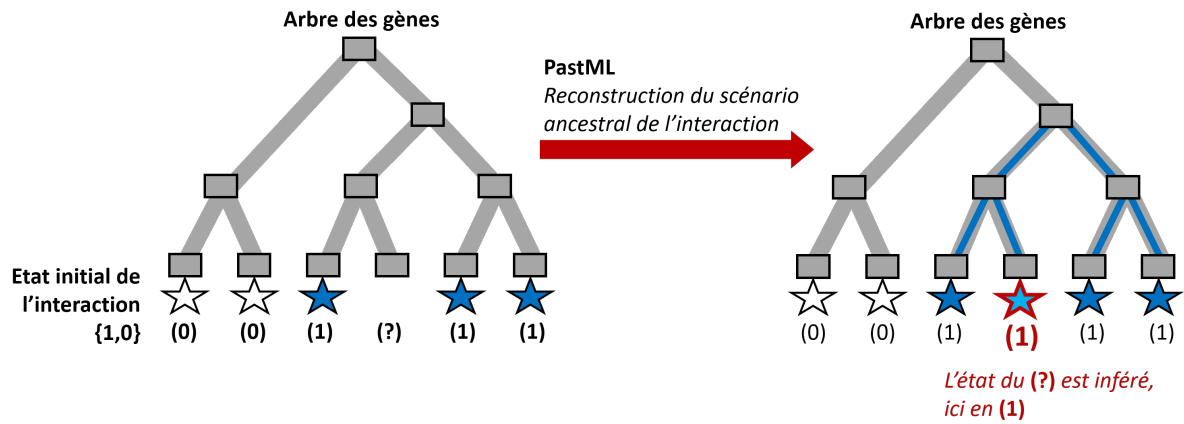 Arbre des gènes
PastML
Reconstruction du scénario
ancestral de l'interaction
Arbre des gènes
Etat initial de
l'interaction
{1,0}
(0) (0) (1) (?) (1) (1)
(0) (0) (1) (1) (1) (1)
L'état du (?) est inféré,
ici en (1)